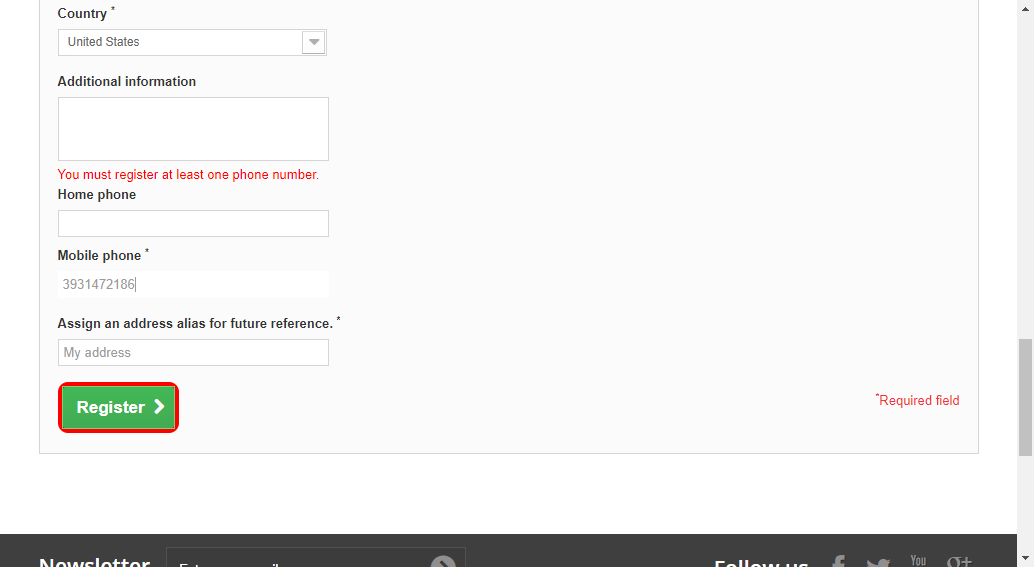 Country *
United States
Additional information
You must register at least one phone number.
Home phone
Mobile phone *
3931472186
Assign an address alias for future reference. *
My address
Register
*Required field
Newsletter
Follow us
You
g+